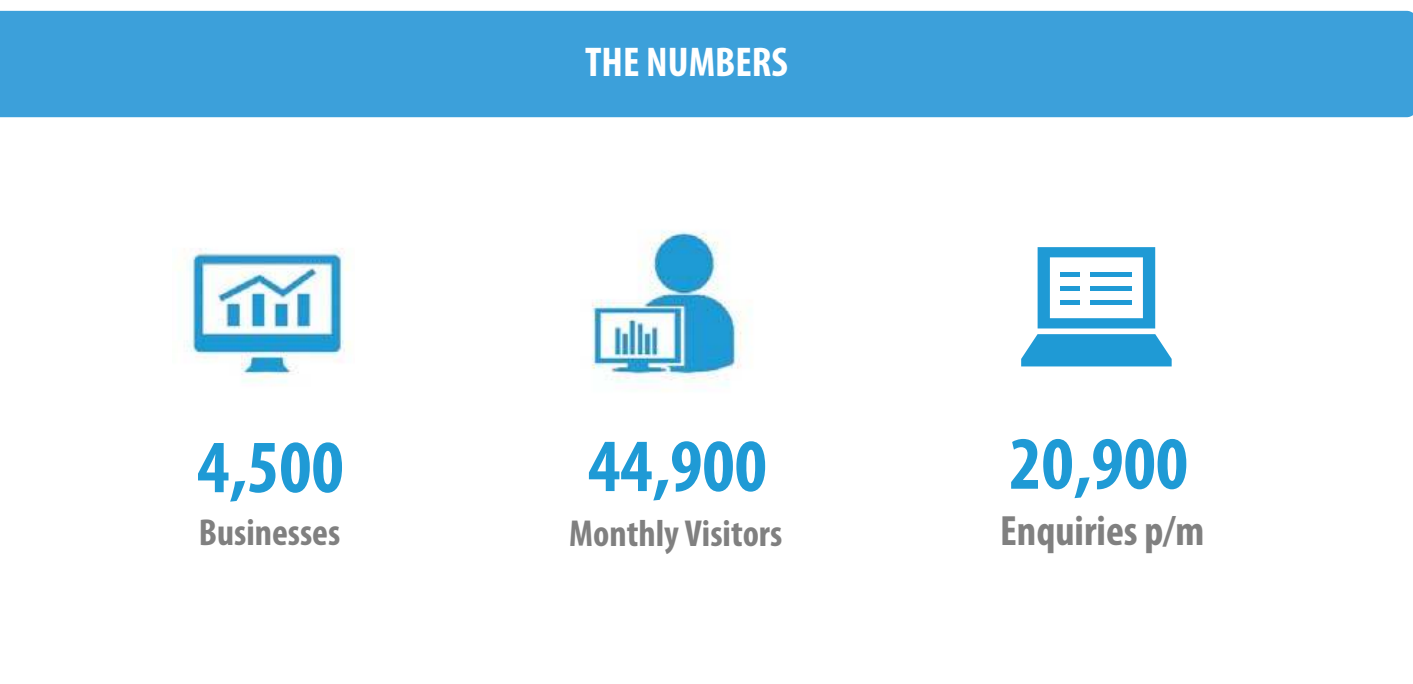 THE NUMBERS
4,500
Businesses
44,900
Monthly Visitors
20,900
Enquiries p/m